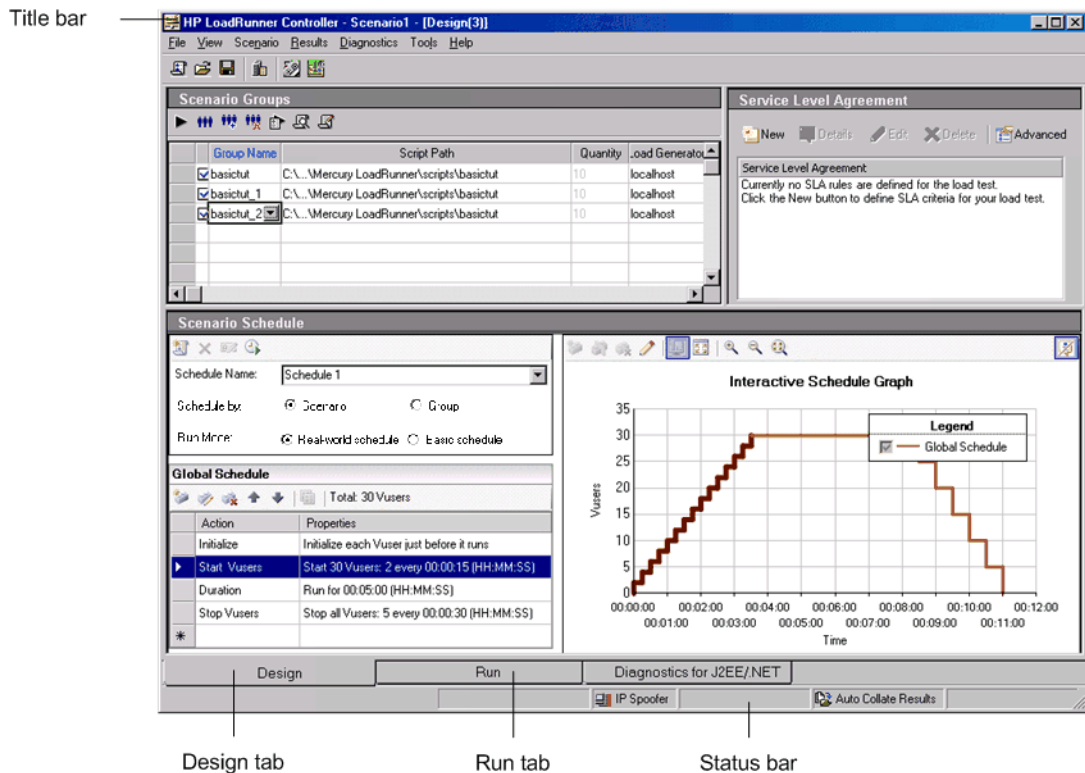 Title bar
HP LoadRunner Controller - Scenario1 - [Design(3)]
File View Scenario Results Diagnostics Tools Help
Scenario Groups
Group Name Script Path Quantity Load Generator
basictut C:\...\Mercury LoadRunner\scripts\basictut 10 localhost
basictut_1 C:\...\Mercury LoadRunner\scripts\basictut 10 localhost
basictut_2 C:\...\Mercury LoadRunner\scripts\basictut 10 localhost
Service Level Agreement
New Details Edit Delete Advanced
Service Level Agreement
Currently no SLA rules are defined for the load test.
Click the New button to define SLA criteria for your load test.
Scenario Schedule
Schedule Name: Schedule 1
Schedule by: Scenario Group
Run Mode: Real-world schedule Basic schedule
Global Schedule
Total: 30 Vusers
Action Properties
Initialize Initialize each Vuser just before it runs
Start Vusers Start 30 Vusers: 2 every 00:00:15 (HH:MM:SS)
Duration Run for 00:05:00 (HH:MM:SS)
Stop Vusers Stop all Vusers: 5 every 00:00:30 (HH:MM:SS)
*
Interactive Schedule Graph
Legend
Global Schedule
Vusers
35
30
25
20
15
10
5
0
00:00:00 00:02:00 00:04:00 00:06:00 00:08:00 00:10:00 00:12:00
00:01:00 00:03:00 00:05:00 00:07:00 00:09:00 00:11:00
Time
Design Run Diagnostics for J2EE/.NET
IP Spoofer Auto Collate Results
Design tab Run tab Status bar